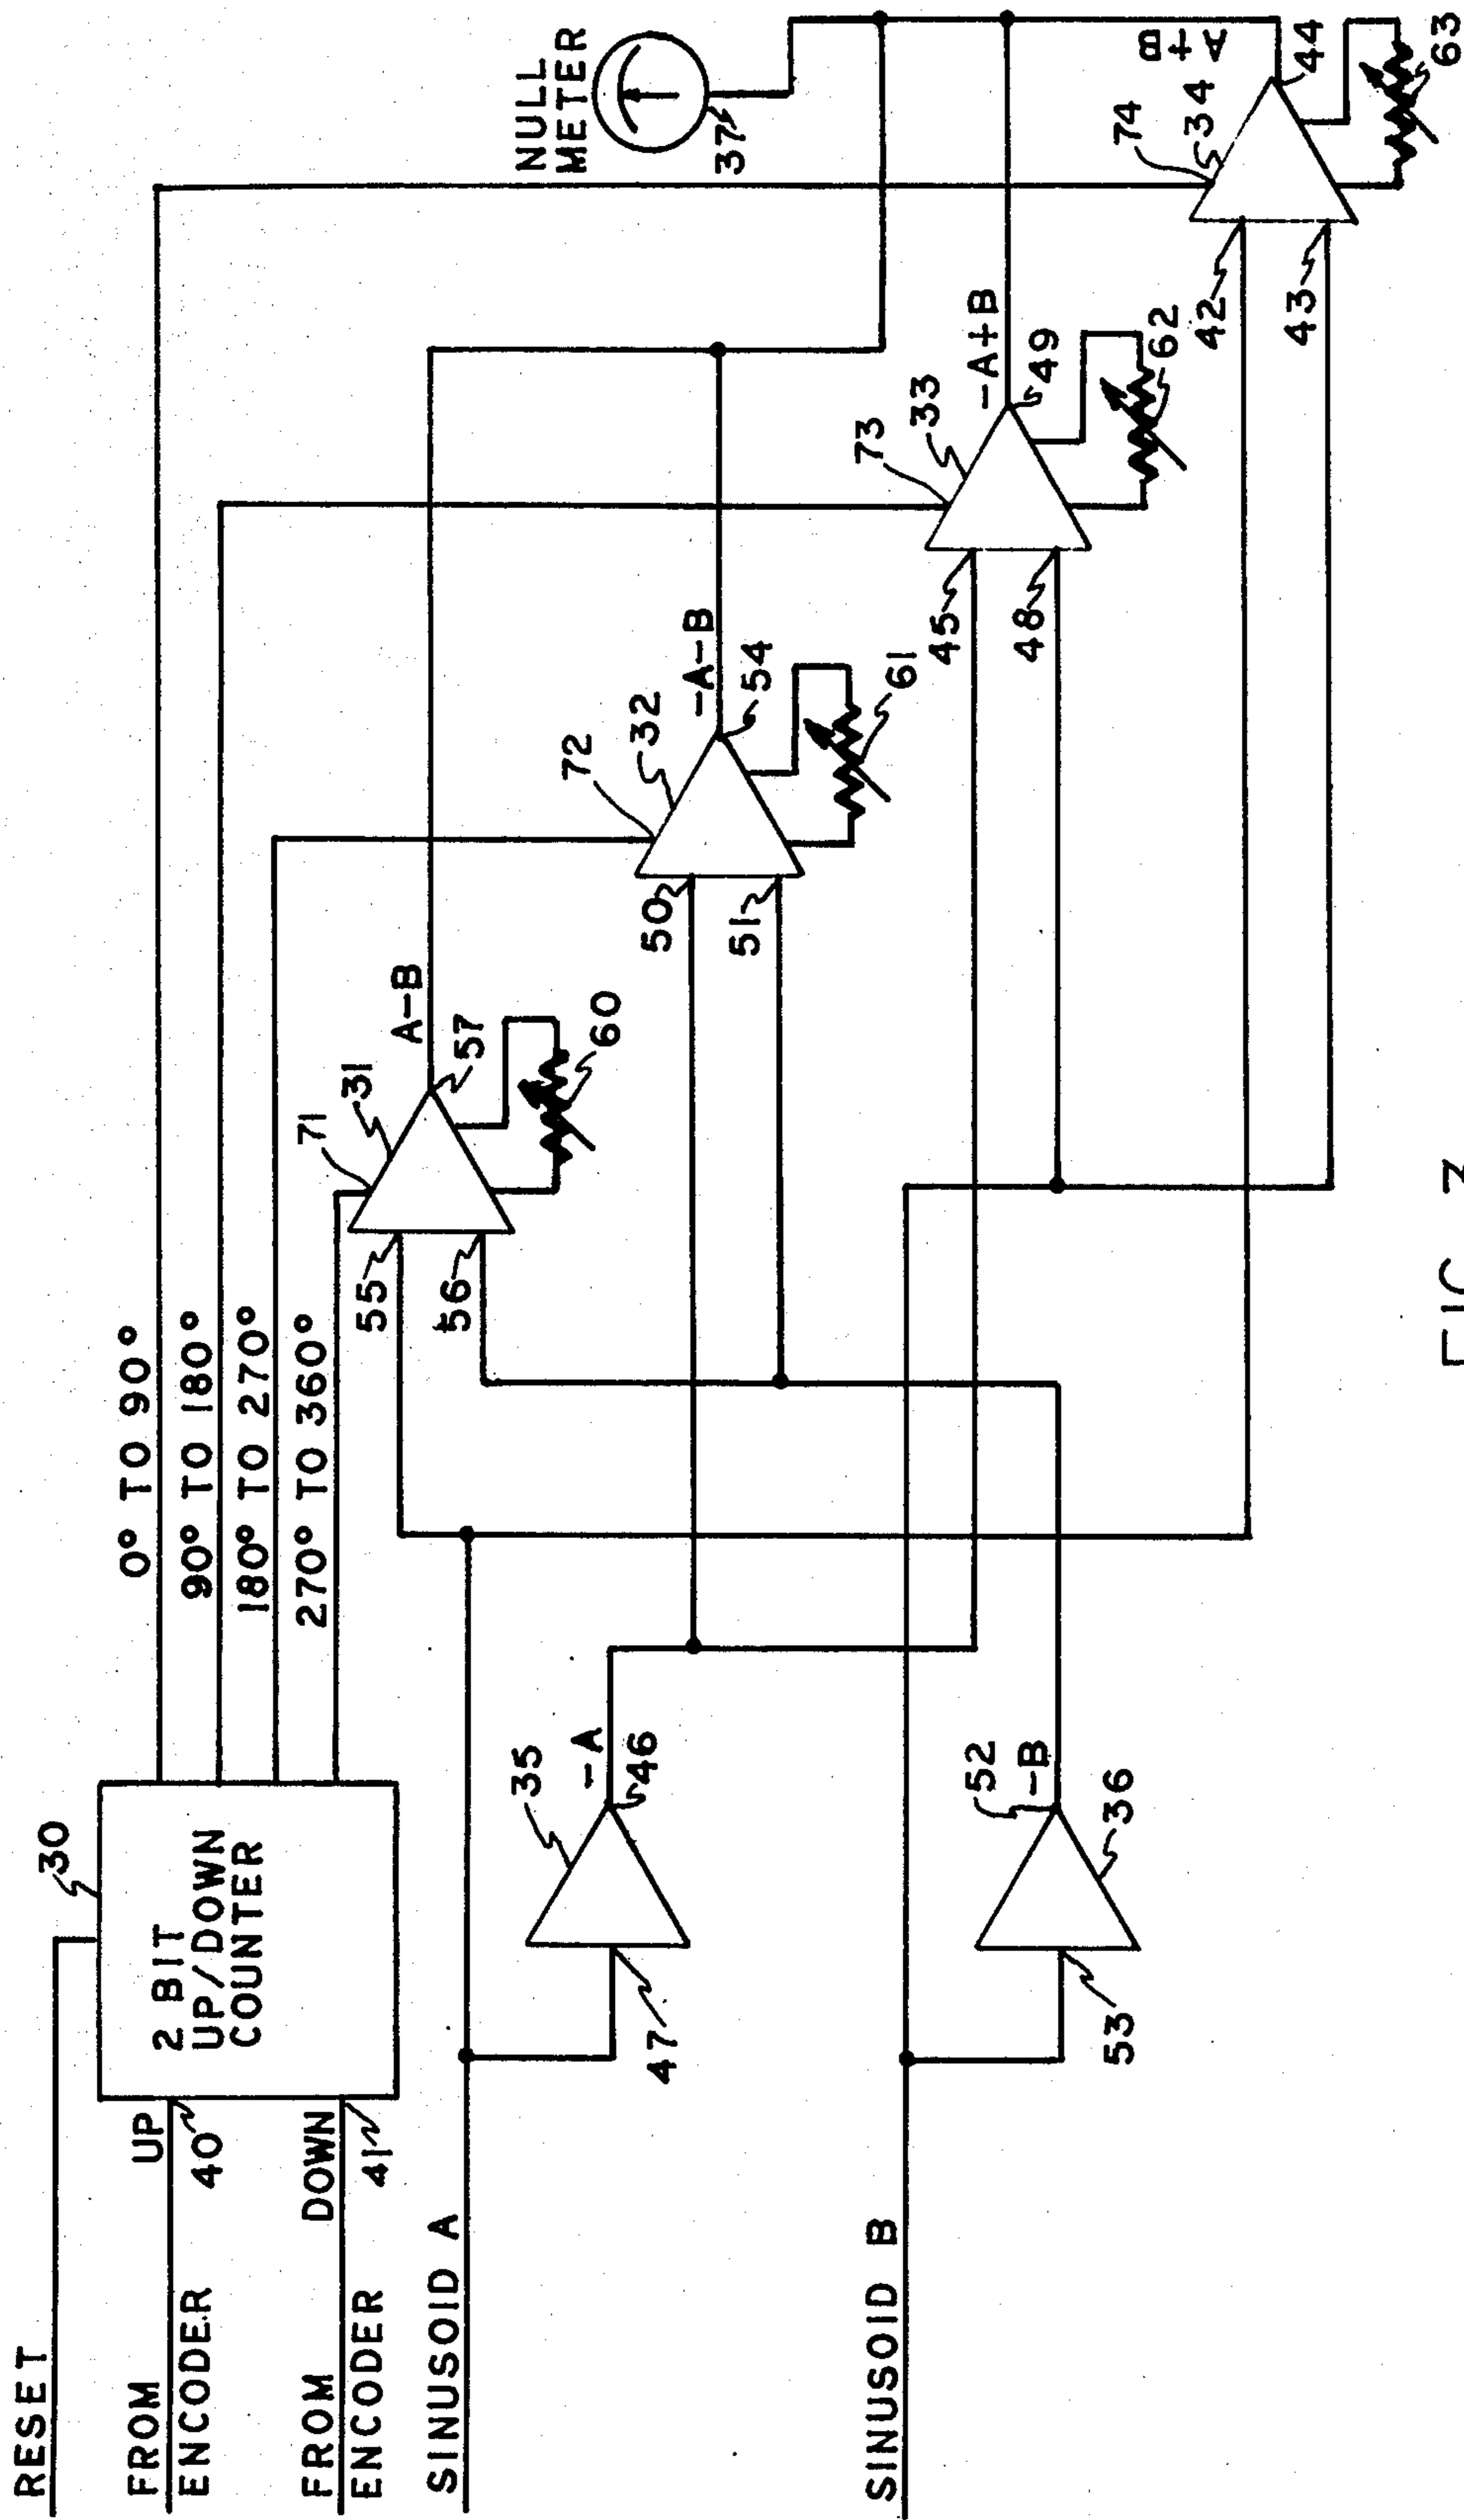 RESET
FROM
ENCODER
UP
40
FROM
ENCODER
DOWN
41
SINUSOID A
SINUSOID B
30
2 BIT
UP/DOWN
COUNTER
0° TO 90°
90° TO 180°
180° TO 270°
270° TO 360°
47
35
-A
46
53
52
-B
36
55
56
71
31
A-B
57
60
50
51
72
32
-A-B
54
61
45
48
73
33
-A+B
49
62
42
43
74
34
A+B
44
63
NULL
METER
37
FIG 3